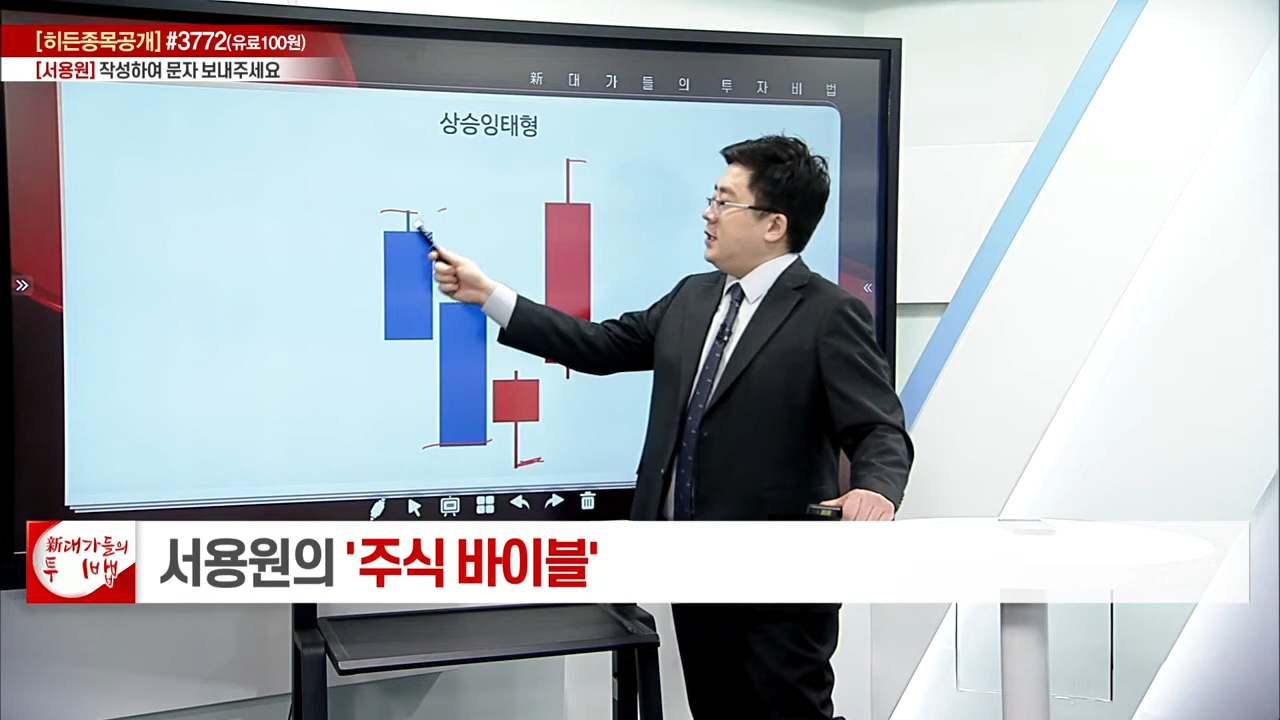 [히든종목공개] #3772(유료100원)
[서용원] 작성하여 문자 보내주세요
新 대가들의 투자비법
상승잉태형
新대가들의
투 비법
서용원의 '주식 바이블'